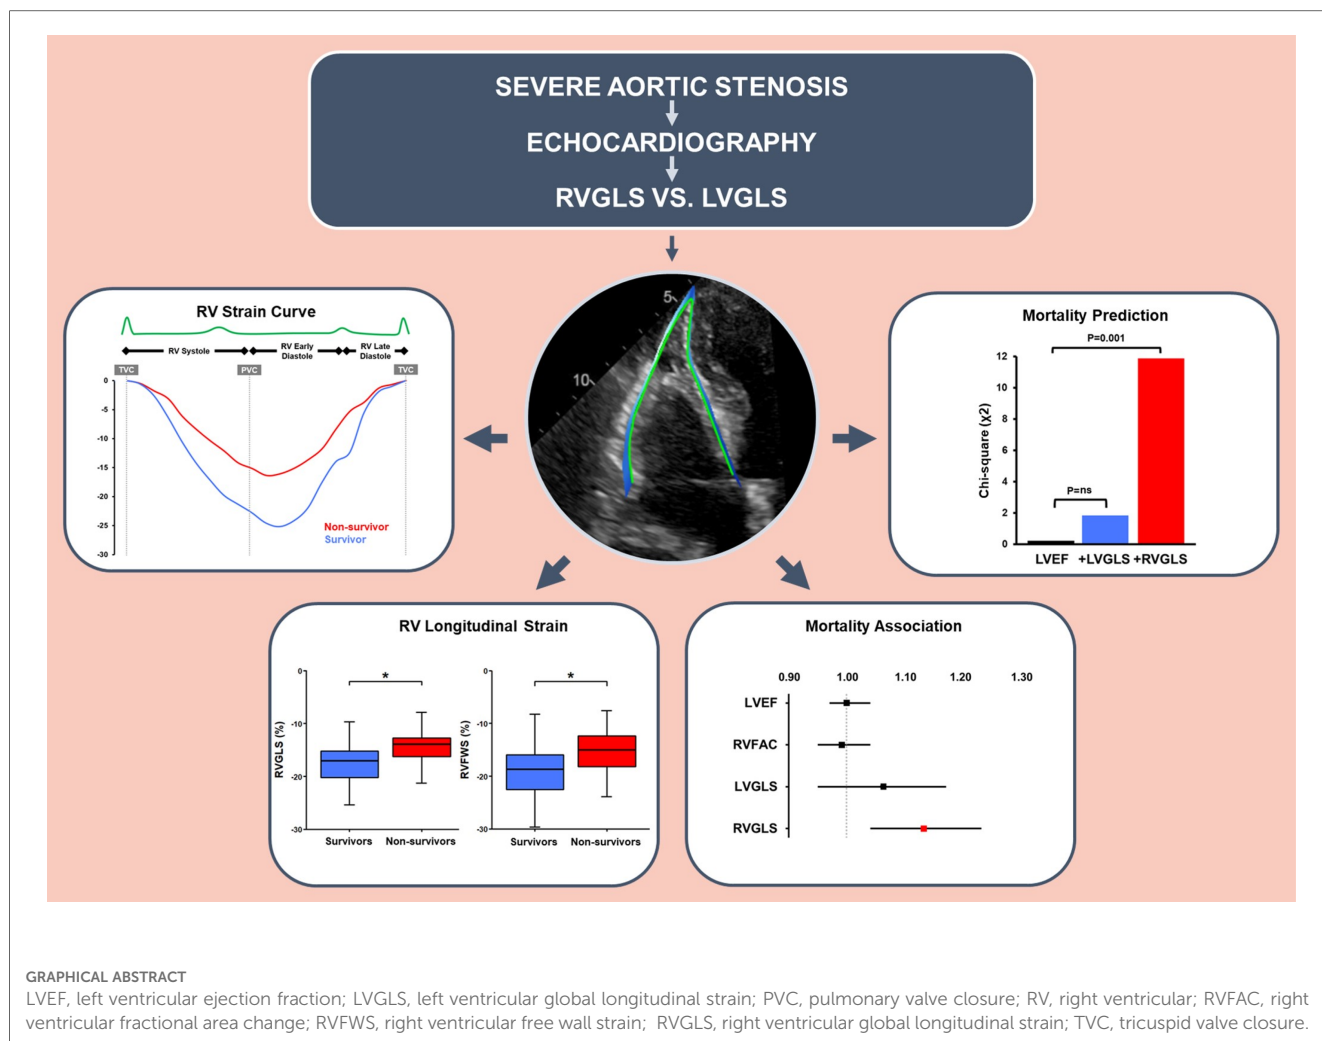 SEVERE AORTIC STENOSIS
ECHOCARDIOGRAPHY
RVGLS VS. LVGLS
5
10
RV Strain Curve
RV Systole
RV Early
Diastole
RV Late
Diastole
TVC
PVC
TVC
0
-5
-10
-15
-20
-25
-30
Non-survivor
Survivor
Mortality Prediction
P=0.001
P=ns
Chi-square (χ2)
12
10
8
6
4
2
0
LVEF +LVGLS +RVGLS
RV Longitudinal Strain
RVGLS (%)
0
-10
-20
-30
*
Survivors Non-survivors
RVFWS (%)
0
-10
-20
-30
*
Survivors Non-survivors
Mortality Association
0.90 1.00 1.10 1.20 1.30
LVEF
RVFAC
LVGLS
RVGLS
GRAPHICAL ABSTRACT
LVEF, left ventricular ejection fraction; LVGLS, left ventricular global longitudinal strain; PVC, pulmonary valve closure; RV, right ventricular; RVFAC, right
ventricular fractional area change; RVFWS, right ventricular free wall strain; RVGLS, right ventricular global longitudinal strain; TVC, tricuspid valve closure.